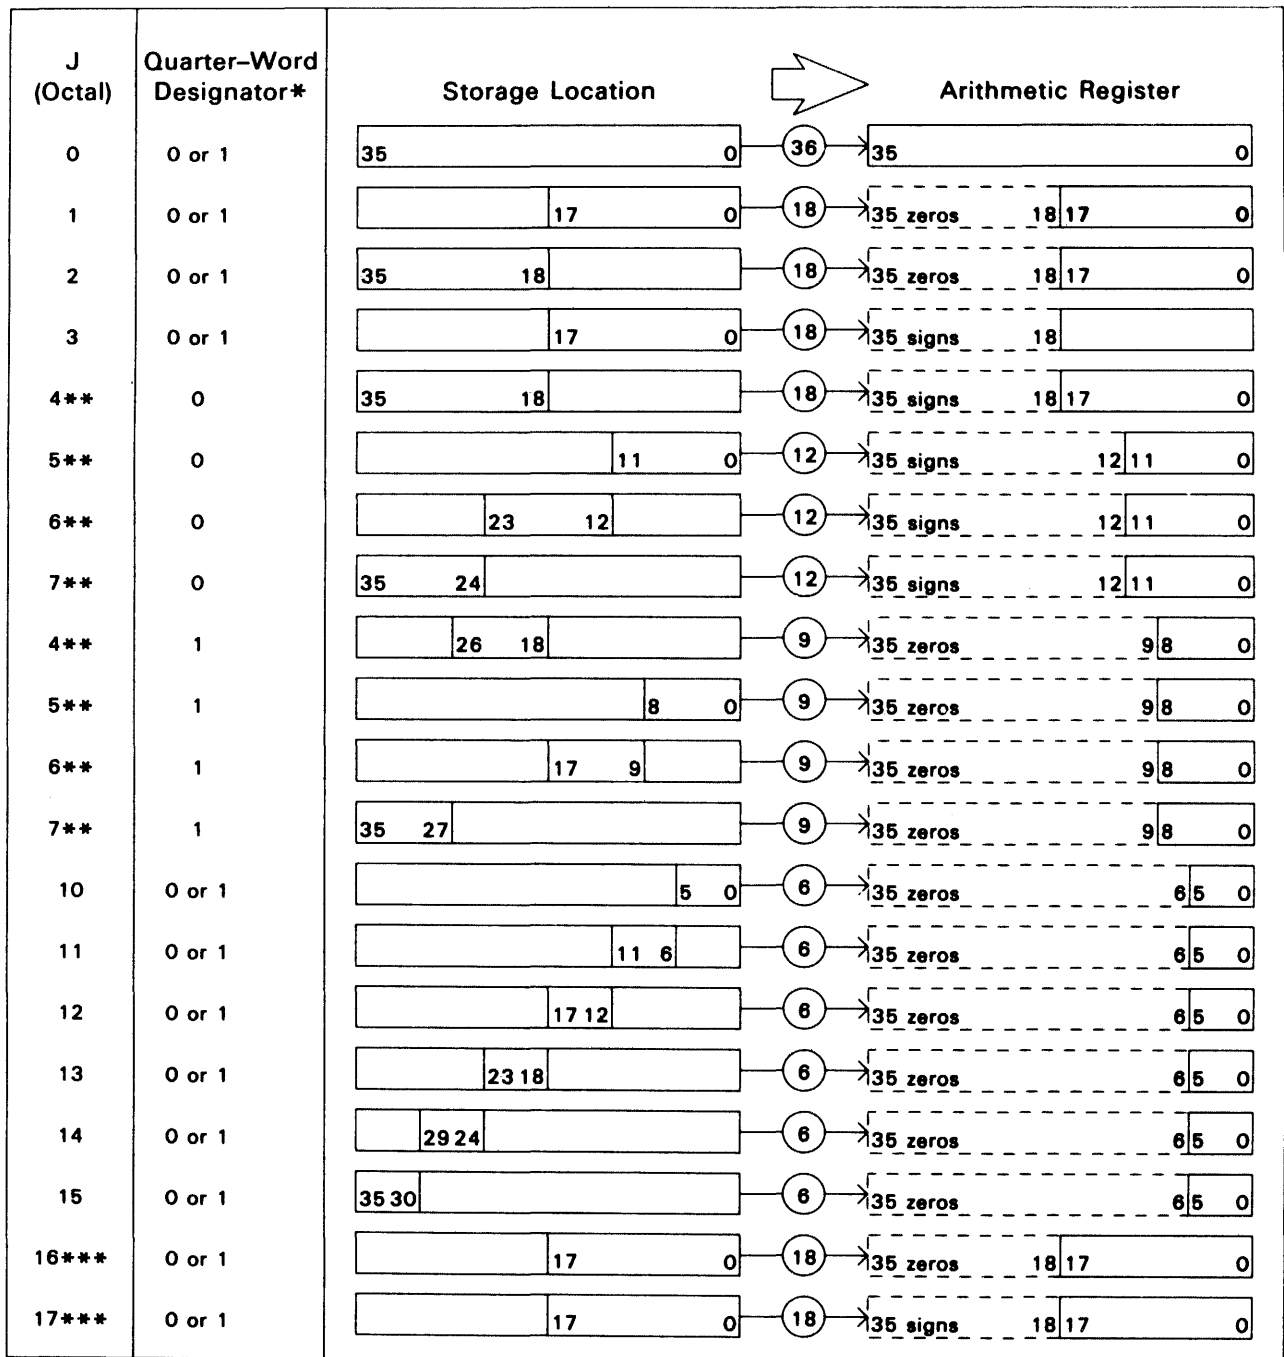 J Quarter–Word
(Octal) Designator* Storage Location Arithmetic Register
0 0 or 1 35 0 36 35 0
1 0 or 1 17 0 18 35 zeros 18 17 0
2 0 or 1 35 18 18 35 zeros 18 17 0
3 0 or 1 17 0 18 35 signs 18
4** 0 35 18 18 35 signs 18 17 0
5** 0 11 0 12 35 signs 12 11 0
6** 0 23 12 12 35 signs 12 11 0
7** 0 35 24 12 35 signs 12 11 0
4** 1 26 18 9 35 zeros 9 8 0
5** 1 8 0 9 35 zeros 9 8 0
6** 1 17 9 9 35 zeros 9 8 0
7** 1 35 27 9 35 zeros 9 8 0
10 0 or 1 5 0 6 35 zeros 6 5 0
11 0 or 1 11 6 6 35 zeros 6 5 0
12 0 or 1 17 12 6 35 zeros 6 5 0
13 0 or 1 23 18 6 35 zeros 6 5 0
14 0 or 1 29 24 6 35 zeros 6 5 0
15 0 or 1 35 30 6 35 zeros 6 5 0
16*** 0 or 1 17 0 18 35 zeros 18 17 0
17*** 0 or 1 17 0 18 35 signs 18 17 0